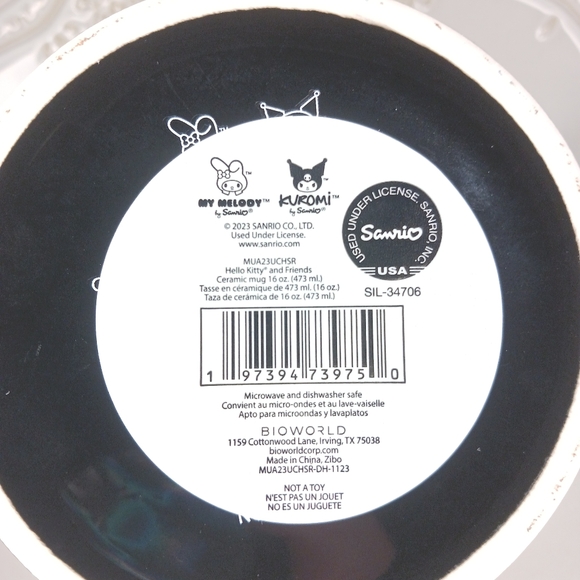 MY MELODY™ KUROMI™
by Sanrio® by Sanrio®
© 2023 SANRIO CO., LTD.
Used Under License.
www.sanrio.com
USED UNDER LICENSE. SANRIO, INC.
Sanrio
USA
SIL-34706
MUA23UCHSR
Hello Kitty® and Friends
Ceramic mug 16 oz. (473 ml.)
Tasse en céramique de 473 ml. (16 oz.)
Taza de cerámica de 16 oz. (473 ml.)
1 97394 73975 0
Microwave and dishwasher safe
Convient au micro-ondes et au lave-vaiselle
Apto para microondas y lavaplatos
BIOWORLD
1159 Cottonwood Lane, Irving, TX 75038
bioworldcorp.com
Made in China, Zibo
MUA23UCHSR-DH-1123
NOT A TOY
N'EST PAS UN JOUET
NO ES UN JUGUETE